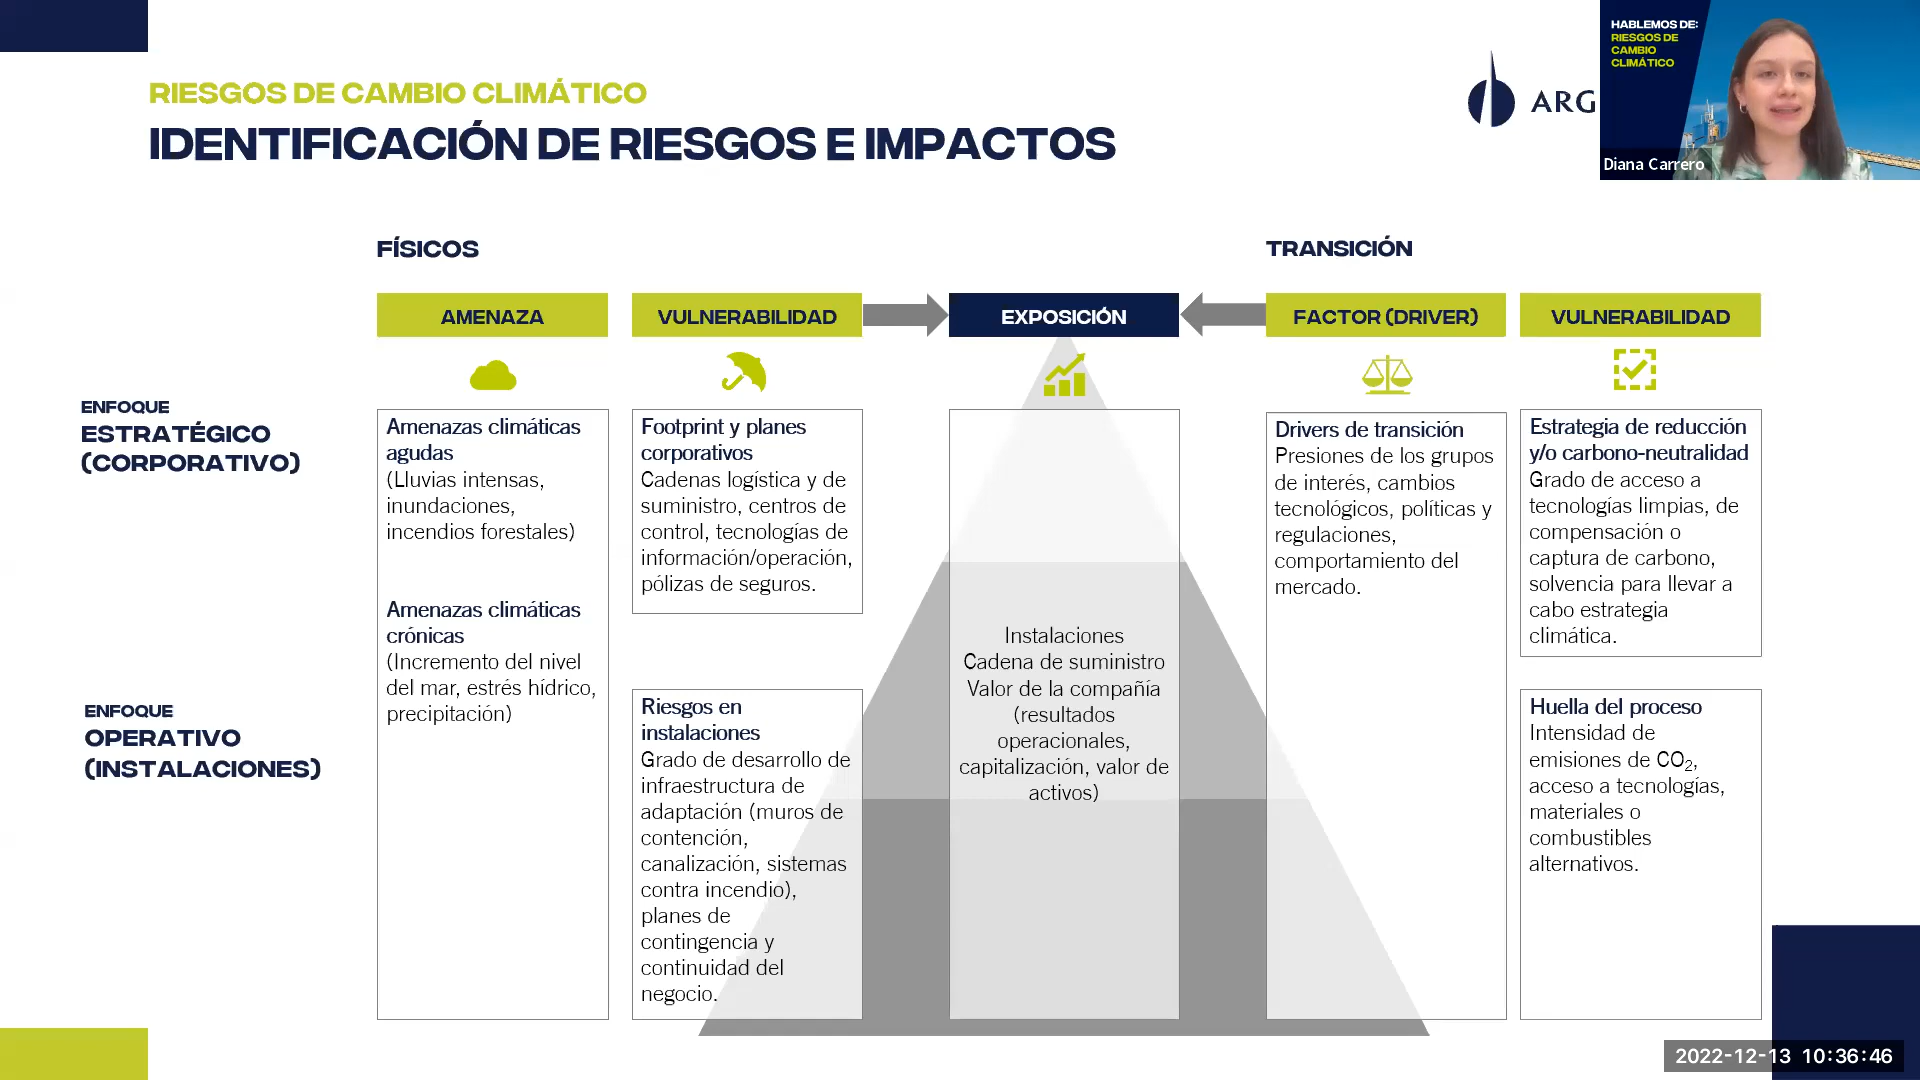 RIESGOS DE CAMBIO CLIMÁTICO
IDENTIFICACIÓN DE RIESGOS E IMPACTOS
ARG
HABLEMOS DE:
RIESGOS DE
CAMBIO
CLIMÁTICO
Diana Carrero
FÍSICOS
TRANSICIÓN
AMENAZA
VULNERABILIDAD
EXPOSICIÓN
FACTOR (DRIVER)
VULNERABILIDAD
ENFOQUE
ESTRATÉGICO
(CORPORATIVO)
Amenazas climáticas
agudas
(Lluvias intensas,
inundaciones,
incendios forestales)
Amenazas climáticas
crónicas
(Incremento del nivel
del mar, estrés hídrico,
precipitación)
Footprint y planes
corporativos
Cadenas logística y de
suministro, centros de
control, tecnologías de
información/operación,
pólizas de seguros.
Instalaciones
Cadena de suministro
Valor de la compañía
(resultados
operacionales,
capitalización, valor de
activos)
Drivers de transición
Presiones de los grupos
de interés, cambios
tecnológicos, políticas y
regulaciones,
comportamiento del
mercado.
Estrategia de reducción
y/o carbono-neutralidad
Grado de acceso a
tecnologías limpias, de
compensación o
captura de carbono,
solvencia para llevar a
cabo estrategia
climática.
ENFOQUE
OPERATIVO
(INSTALACIONES)
Riesgos en
instalaciones
Grado de desarrollo de
infraestructura de
adaptación (muros de
contención,
canalización, sistemas
contra incendio),
planes de
contingencia y
continuidad del
negocio.
Huella del proceso
Intensidad de
emisiones de CO₂,
acceso a tecnologías,
materiales o
combustibles
alternativos.
2022-12-13 10:36:46